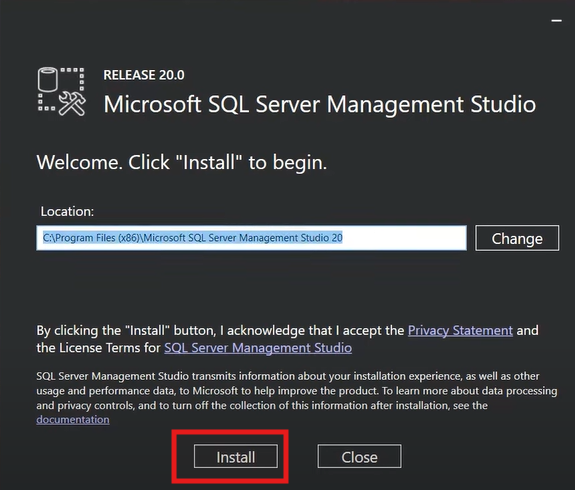 RELEASE 20.0
Microsoft SQL Server Management Studio
Welcome. Click "Install" to begin.
Location:
C:\Program Files (x86)\Microsoft SQL Server Management Studio 20
Change
By clicking the "Install" button, I acknowledge that I accept the Privacy Statement and
the License Terms for SQL Server Management Studio
SQL Server Management Studio transmits information about your installation experience, as well as other
usage and performance data, to Microsoft to help improve the product. To learn more about data processing
and privacy controls, and to turn off the collection of this information after installation, see the
documentation
Install Close